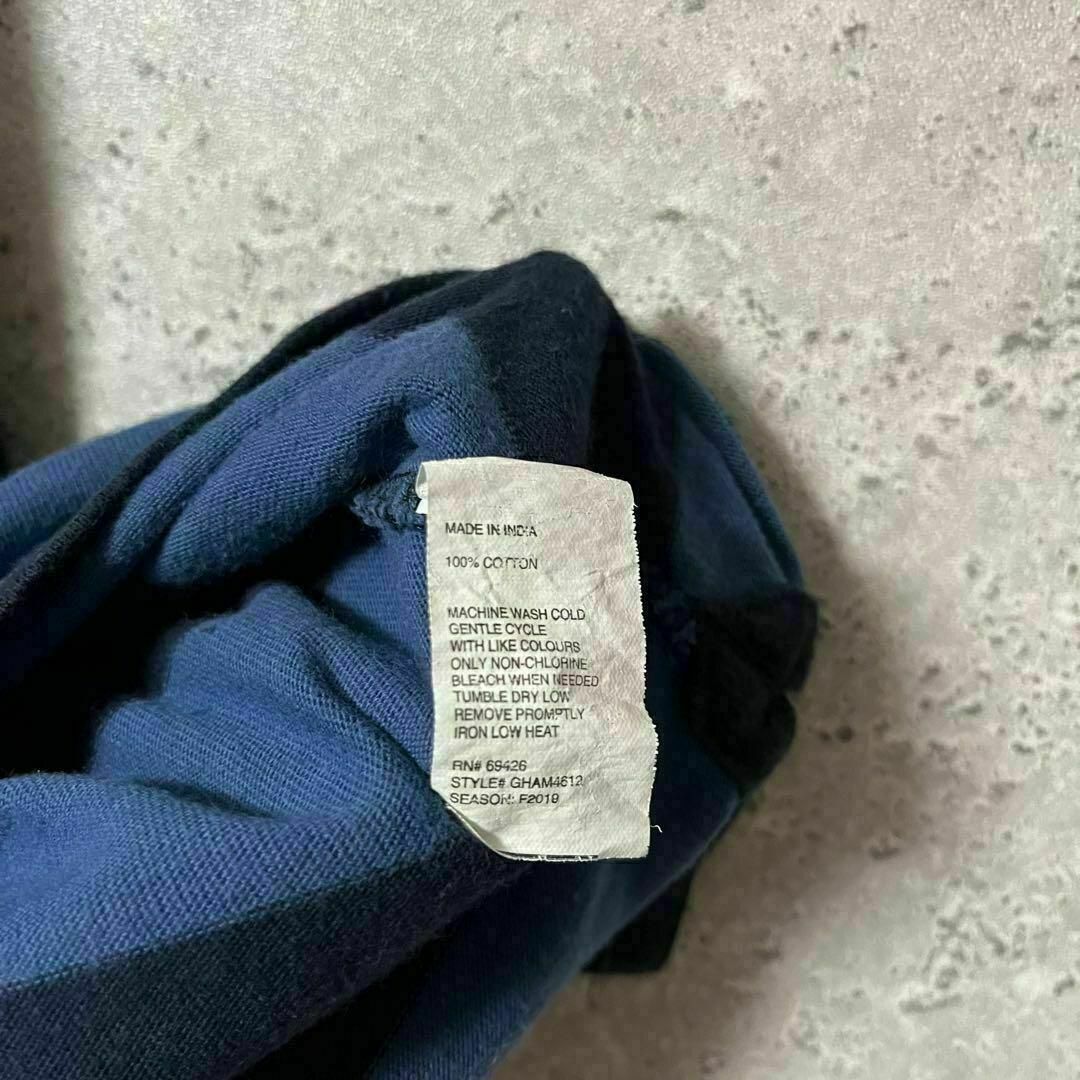 MADE IN INDIA
100% COTTON
MACHINE WASH COLD
GENTLE CYCLE
WITH LIKE COLOURS
ONLY NON-CHLORINE
BLEACH WHEN NEEDED
TUMBLE DRY LOW
REMOVE PROMPTLY
IRON LOW HEAT
RN# 69426
STYLE# GHAM4612
SEASON: F2019